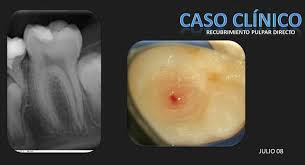 CASO CLÍNICO
RECUBRIMIENTO PULPAR DIRECTO
JULIO 08